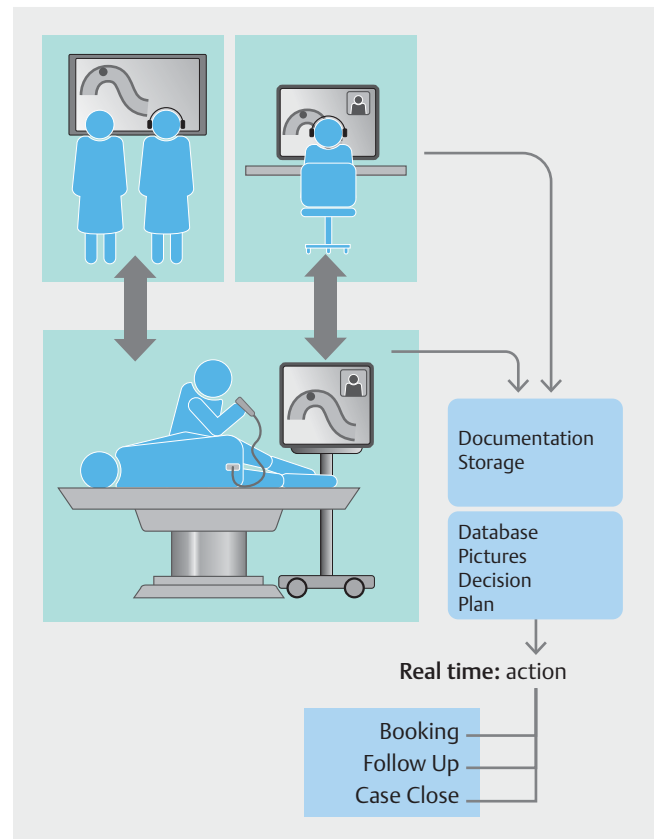 Documentation
Storage
Database
Pictures
Decision
Plan
Real time: action
Booking
Follow Up
Case Close